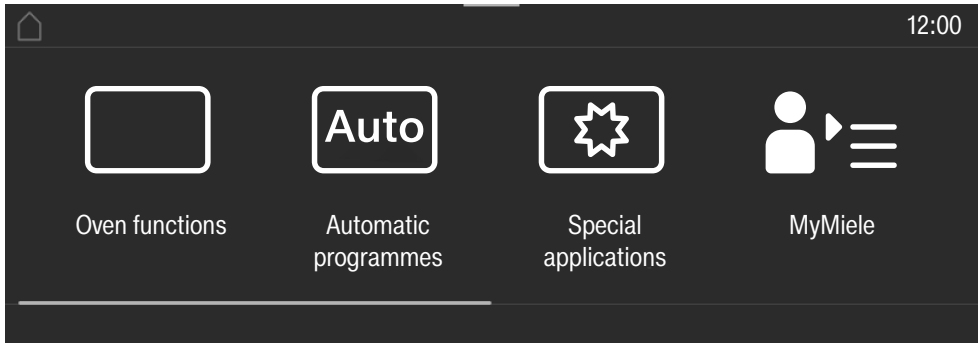 12:00
Auto
Oven functions
Automatic
programmes
Special
applications
MyMiele